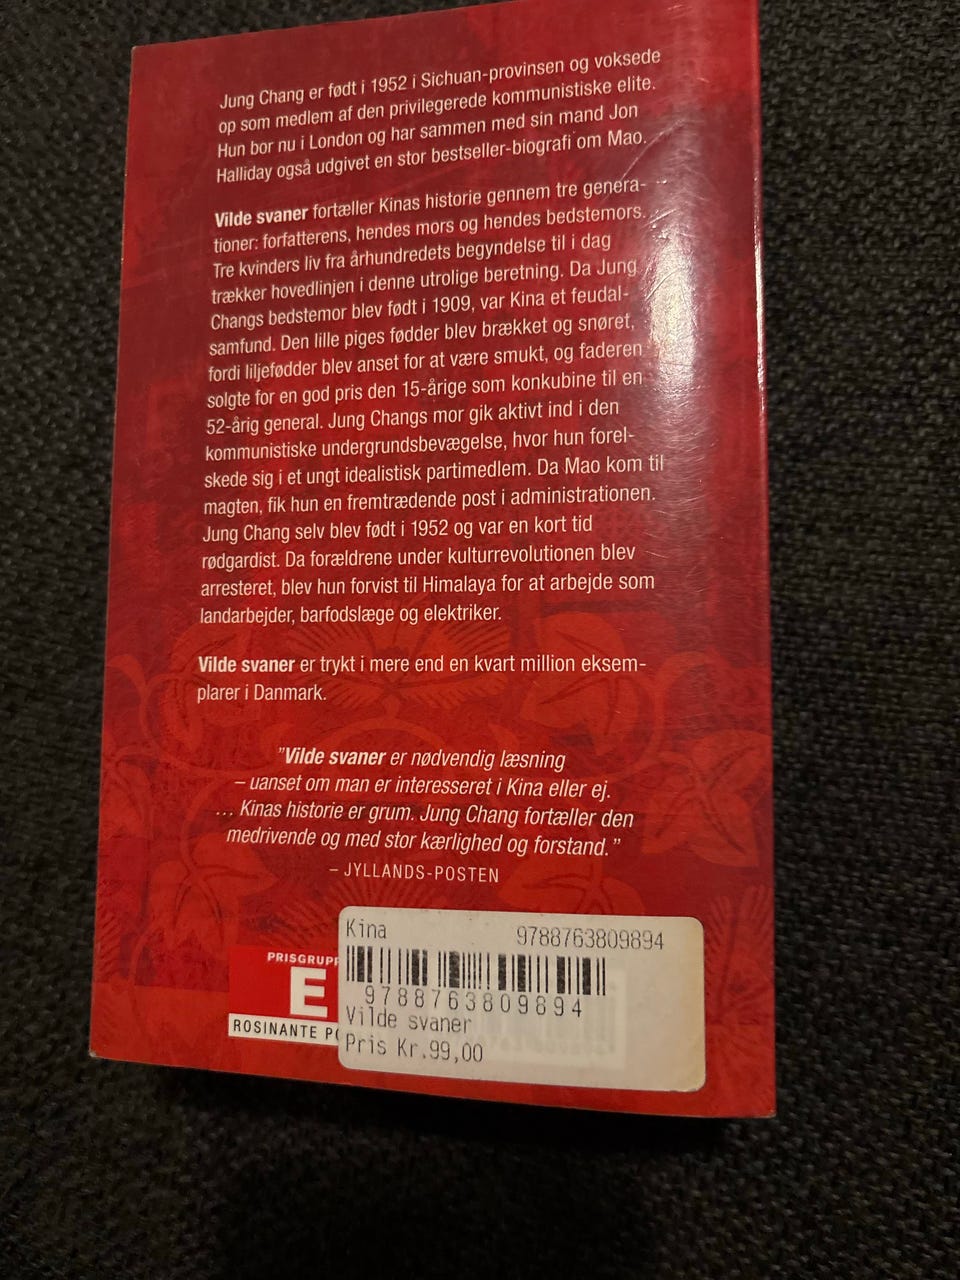 Jung Chang er født i 1952 i Sichuan-provinsen og voksede
op som medlem af den privilegerede kommunistiske elite.
Hun bor nu i London og har sammen med sin mand Jon
Halliday også udgivet en stor bestseller-biografi om Mao.
Vilde svaner fortæller Kinas historie gennem tre genera-
tioner: forfatterens, hendes mors og hendes bedstemors.
Tre kvinders liv fra århundredets begyndelse til i dag
trækker hovedlinjen i denne utrolige beretning. Da Jung
Changs bedstemor blev født i 1909, var Kina et feudal-
samfund. Den lille piges fødder blev brækket og snøret,
fordi liljefødder blev anset for at være smukt, og faderen
solgte for en god pris den 15-årige som konkubine til en
52-årig general. Jung Changs mor gik aktivt ind i den
kommunistiske undergrundsbevægelse, hvor hun forel-
skede sig i et ungt idealistisk partimedlem. Da Mao kom til
magten, fik hun en fremtrædende post i administrationen.
Jung Chang selv blev født i 1952 og var en kort tid
rødgardist. Da forældrene under kulturrevolutionen blev
arresteret, blev hun forvist til Himalaya for at arbejde som
landarbejder, barfodslæge og elektriker.
Vilde svaner er trykt i mere end en kvart million eksem-
plarer i Danmark.
"Vilde svaner er nødvendig læsning
– uanset om man er interesseret i Kina eller ej.
... Kinas historie er grum. Jung Chang fortæller den
medrivende og med stor kærlighed og forstand."
– JYLLANDS-POSTEN
PRISGRUPP
E
ROSINANTE PO
Kina 9788763809894
9788763809894
Vilde svaner
Pris Kr.99,00